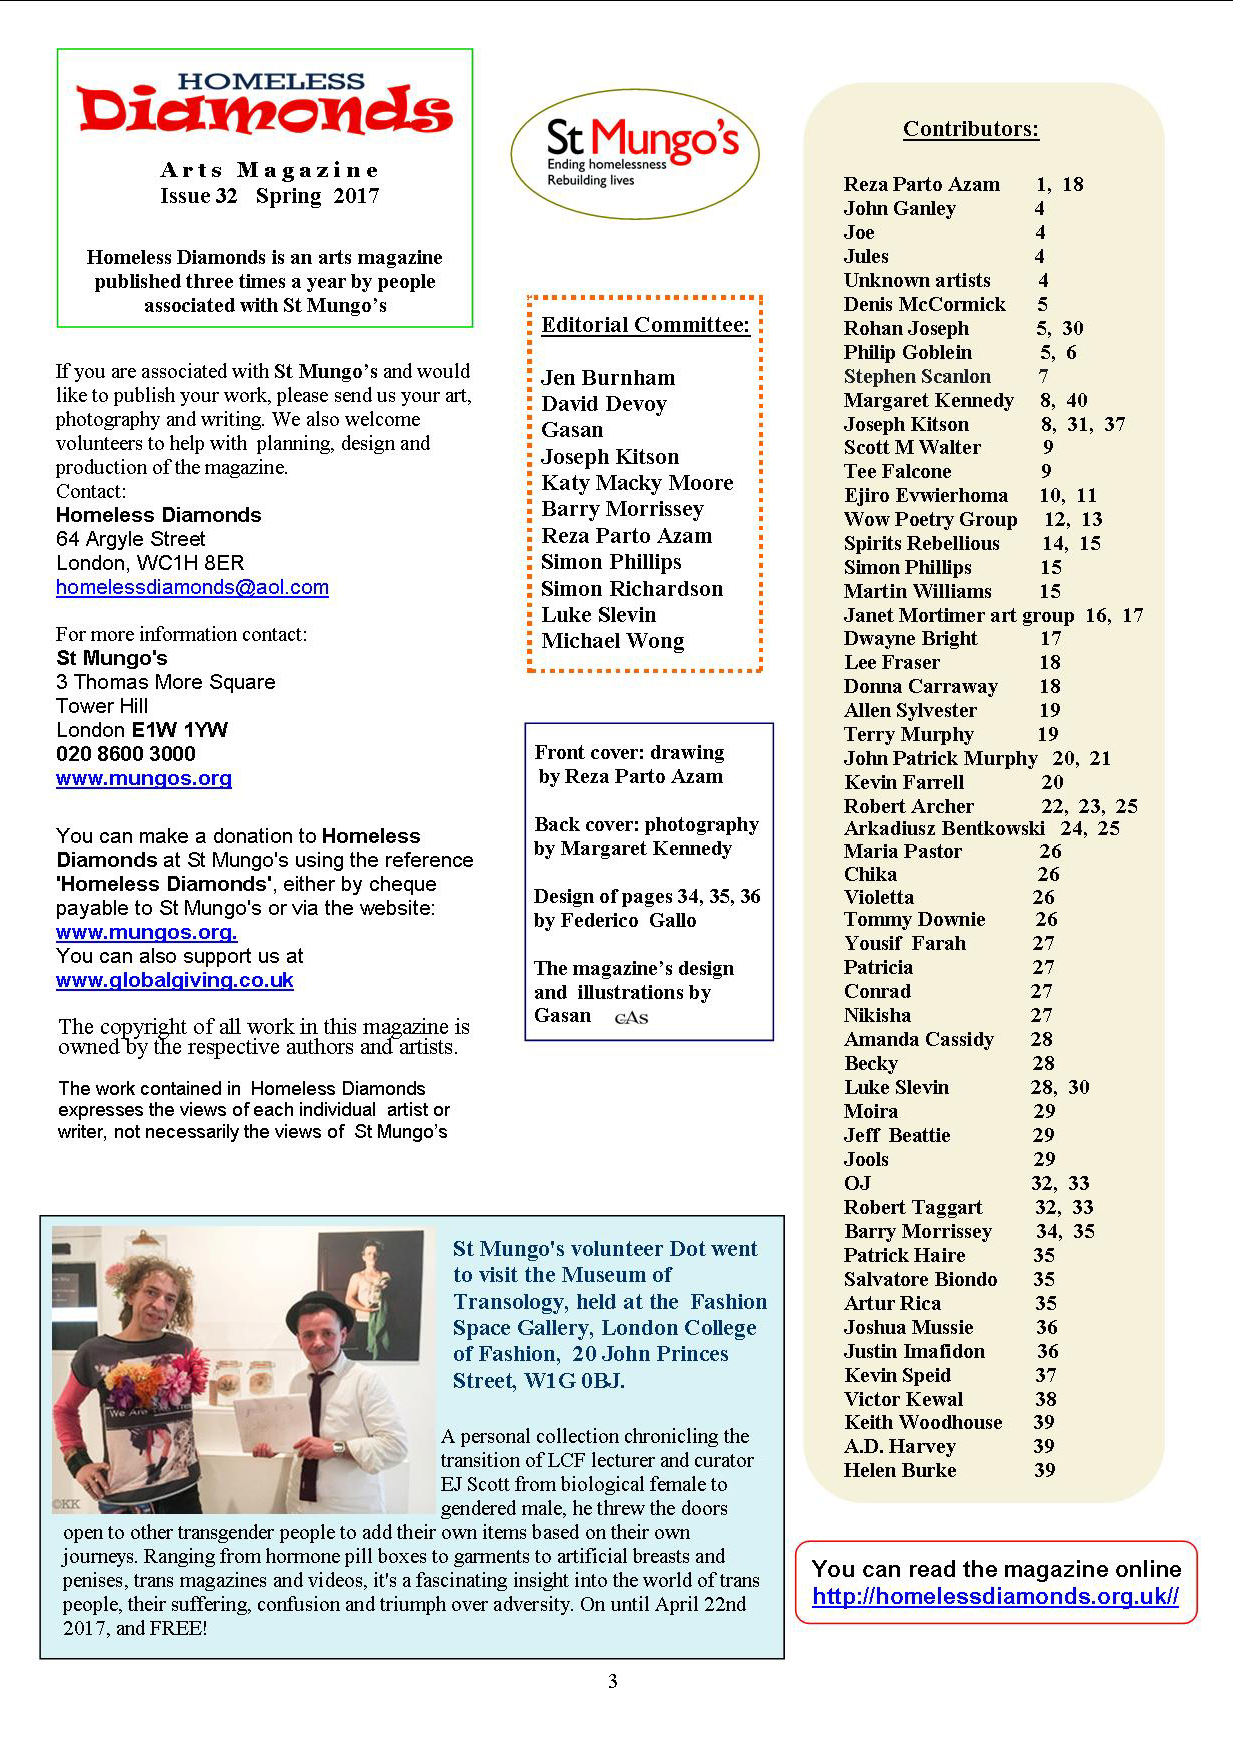 HOMELESS
Diamonds
Arts Magazine
Issue 32 Spring 2017
Homeless Diamonds is an arts magazine
published three times a year by people
associated with St Mungo’s
If you are associated with St Mungo’s and would
like to publish your work, please send us your art,
photography and writing. We also welcome
volunteers to help with planning, design and
production of the magazine.
Contact:
Homeless Diamonds
64 Argyle Street
London, WC1H 8ER
homelessdiamonds@aol.com
For more information contact:
St Mungo's
3 Thomas More Square
Tower Hill
London E1W 1YW
020 8600 3000
www.mungos.org
You can make a donation to Homeless
Diamonds at St Mungo's using the reference
'Homeless Diamonds', either by cheque
payable to St Mungo's or via the website:
www.mungos.org.
You can also support us at
www.globalgiving.co.uk
The copyright of all work in this magazine is
owned by the respective authors and artists.
The work contained in Homeless Diamonds
expresses the views of each individual artist or
writer, not necessarily the views of St Mungo’s
St Mungo's
Ending homelessness
Rebuilding lives
Editorial Committee:
Jen Burnham
David Devoy
Gasan
Joseph Kitson
Katy Macky Moore
Barry Morrissey
Reza Parto Azam
Simon Phillips
Simon Richardson
Luke Slevin
Michael Wong
Front cover: drawing
by Reza Parto Azam
Back cover: photography
by Margaret Kennedy
Design of pages 34, 35, 36
by Federico Gallo
The magazine’s design
and illustrations by
Gasan GAS
Contributors:
Reza Parto Azam 1, 18
John Ganley 4
Joe 4
Jules 4
Unknown artists 4
Denis McCormick 5
Rohan Joseph 5, 30
Philip Goblein 5, 6
Stephen Scanlon 7
Margaret Kennedy 8, 40
Joseph Kitson 8, 31, 37
Scott M Walter 9
Tee Falcone 9
Ejiro Evwierhoma 10, 11
Wow Poetry Group 12, 13
Spirits Rebellious 14, 15
Simon Phillips 15
Martin Williams 15
Janet Mortimer art group 16, 17
Dwayne Bright 17
Lee Fraser 18
Donna Carraway 18
Allen Sylvester 19
Terry Murphy 19
John Patrick Murphy 20, 21
Kevin Farrell 20
Robert Archer 22, 23, 25
Arkadiusz Bentkowski 24, 25
Maria Pastor 26
Chika 26
Violetta 26
Tommy Downie 26
Yousif Farah 27
Patricia 27
Conrad 27
Nikisha 27
Amanda Cassidy 28
Becky 28
Luke Slevin 28, 30
Moira 29
Jeff Beattie 29
Jools 29
OJ 32, 33
Robert Taggart 32, 33
Barry Morrissey 34, 35
Patrick Haire 35
Salvatore Biondo 35
Artur Rica 35
Joshua Mussie 36
Justin Imafidon 36
Kevin Speid 37
Victor Kewal 38
Keith Woodhouse 39
A.D. Harvey 39
Helen Burke 39
We Are
©KK
St Mungo's volunteer Dot went
to visit the Museum of
Transology, held at the Fashion
Space Gallery, London College
of Fashion, 20 John Princes
Street, W1G 0BJ.
A personal collection chronicling the
transition of LCF lecturer and curator
EJ Scott from biological female to
gendered male, he threw the doors
open to other transgender people to add their own items based on their own
journeys. Ranging from hormone pill boxes to garments to artificial breasts and
penises, trans magazines and videos, it's a fascinating insight into the world of trans
people, their suffering, confusion and triumph over adversity. On until April 22nd
2017, and FREE!
You can read the magazine online
http://homelessdiamonds.org.uk//
3